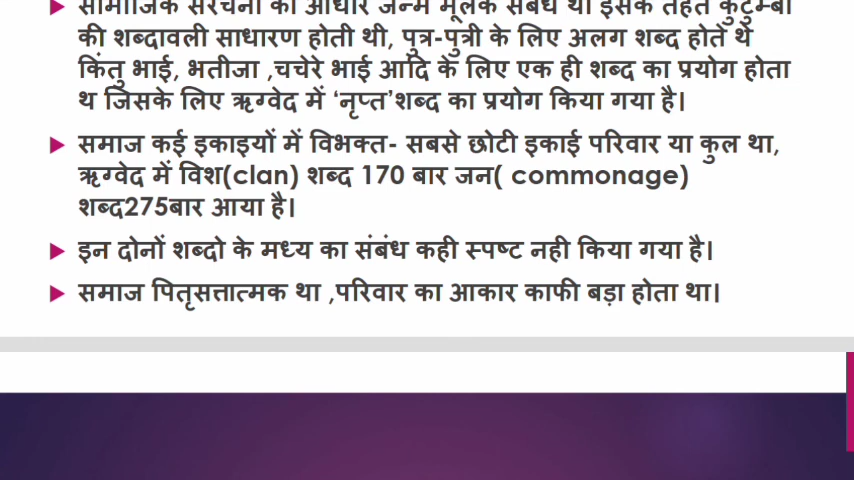 सामाजिक संरचना का आधार जन्म मूलक संबंध था इसके तहत कुटुम्बों
की शब्दावली साधारण होती थी, पुत्र-पुत्री के लिए अलग शब्द होते थे
किंतु भाई, भतीजा ,चचेरे भाई आदि के लिए एक ही शब्द का प्रयोग होता
थ जिसके लिए ऋग्वेद में ‘नृप्त’शब्द का प्रयोग किया गया है।
समाज कई इकाइयों में विभक्त- सबसे छोटी इकाई परिवार या कुल था,
ऋग्वेद में विश(clan) शब्द 170 बार जन( commonage)
शब्द275बार आया है।
इन दोनों शब्दो के मध्य का संबंध कही स्पष्ट नही किया गया है।
समाज पितृसत्तात्मक था ,परिवार का आकार काफी बड़ा होता था।